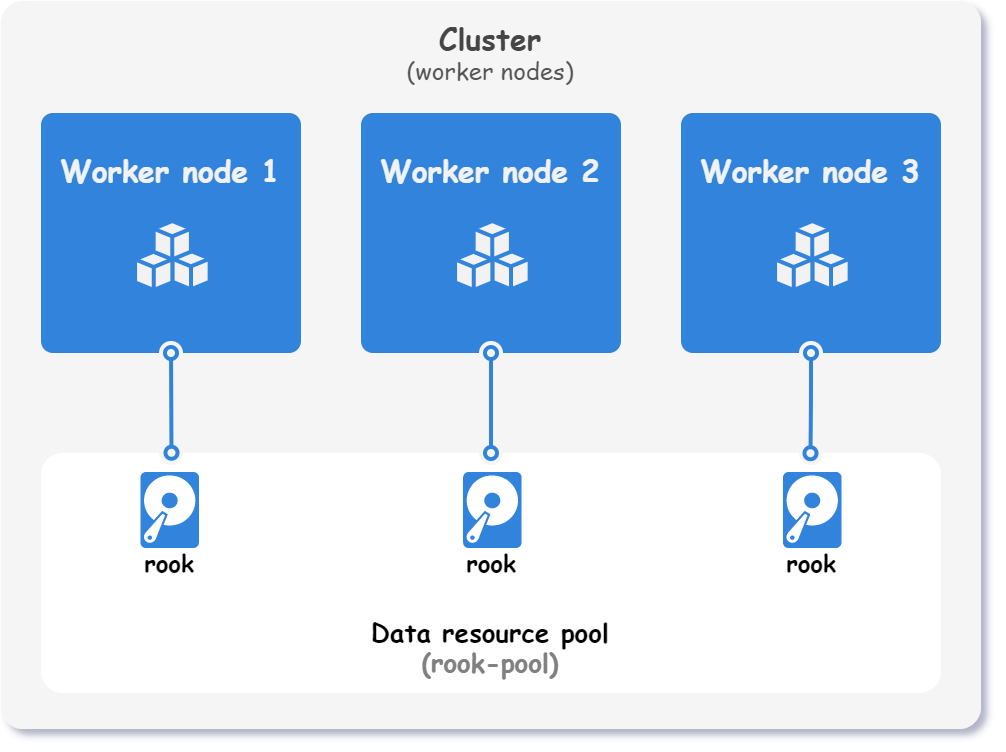 Cluster
(worker nodes)
Worker node 1
Worker node 2
Worker node 3
rook
rook
rook
Data resource pool
(rook-pool)